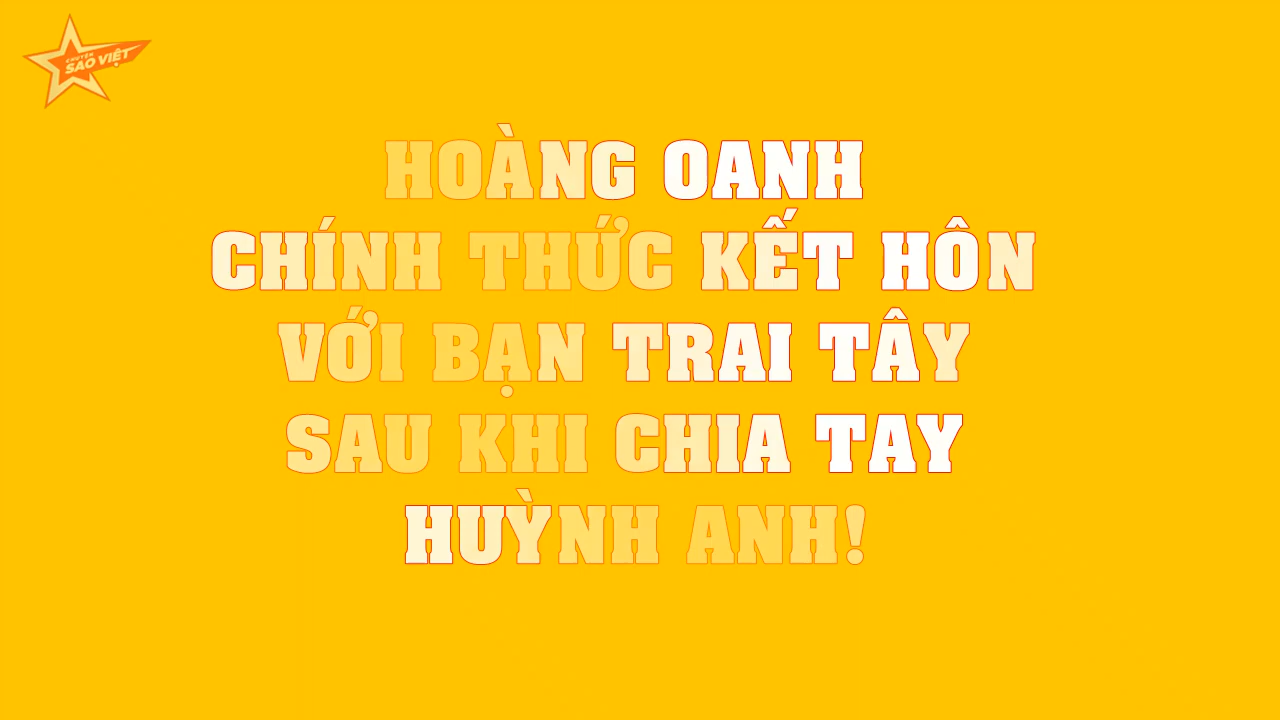 CHUYỆN
SAO VIỆT
HOÀNG OANH
CHÍNH THỨC KẾT HÔN
VỚI BẠN TRAI TÂY
SAU KHI CHIA TAY
HUỲNH ANH!